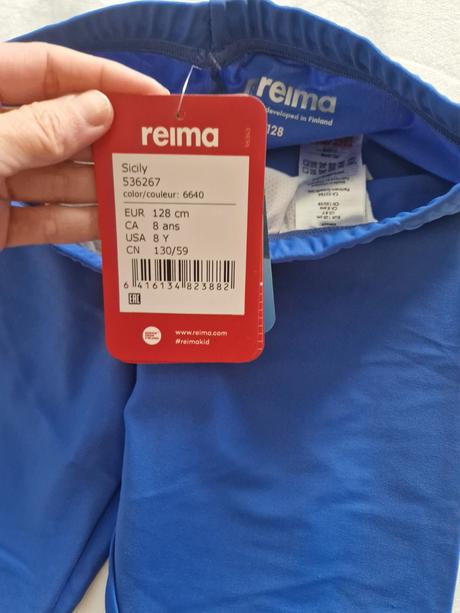 reima
developed in Finland
128
reima
Sicily
536267
color/couleur: 6640
EUR 128 cm
CA 8 ans
USA 8 Y
CN 130/59
6 416134 823882
EAC
www.reima.com
#reimakid